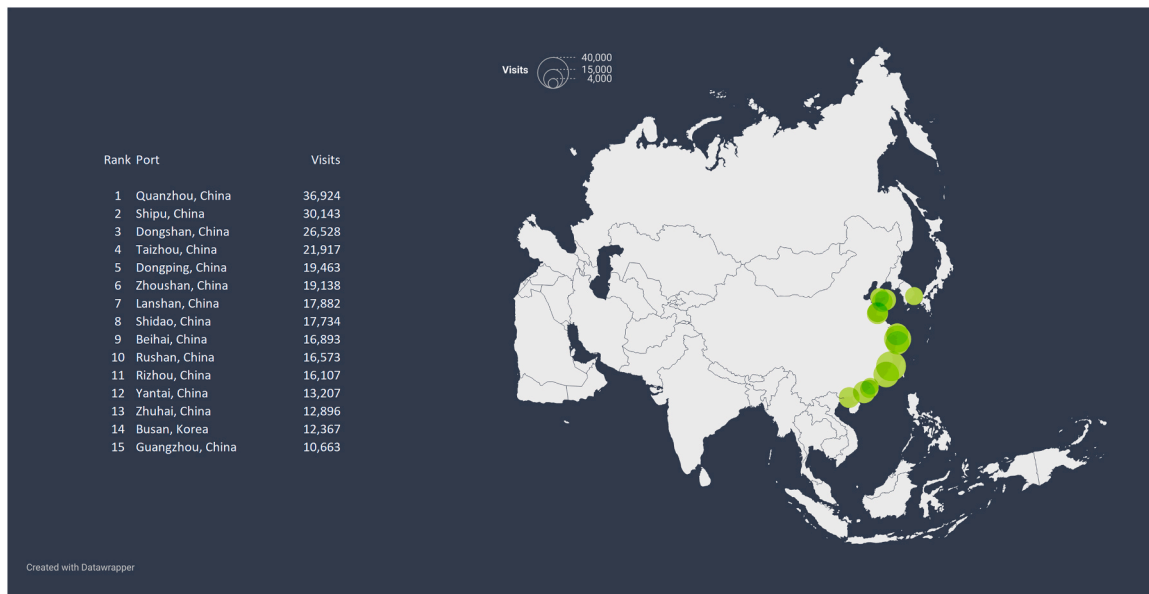 Visits
40,000
15,000
4,000
Rank Port Visits
1 Quanzhou, China 36,924
2 Shipu, China 30,143
3 Dongshan, China 26,528
4 Taizhou, China 21,917
5 Dongping, China 19,463
6 Zhoushan, China 19,138
7 Lanshan, China 17,882
8 Shidao, China 17,734
9 Beihai, China 16,893
10 Rushan, China 16,573
11 Rizhou, China 16,107
12 Yantai, China 13,207
13 Zhuhai, China 12,896
14 Busan, Korea 12,367
15 Guangzhou, China 10,663
Created with Datawrapper